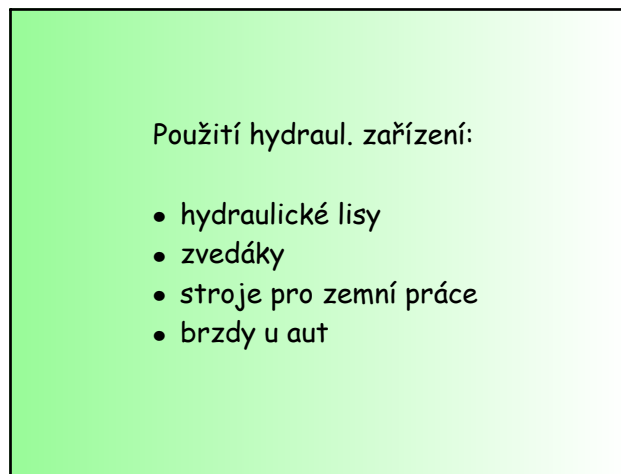 Použití hydraul. zařízení:
• hydraulické lisy
• zvedáky
• stroje pro zemní práce
• brzdy u aut